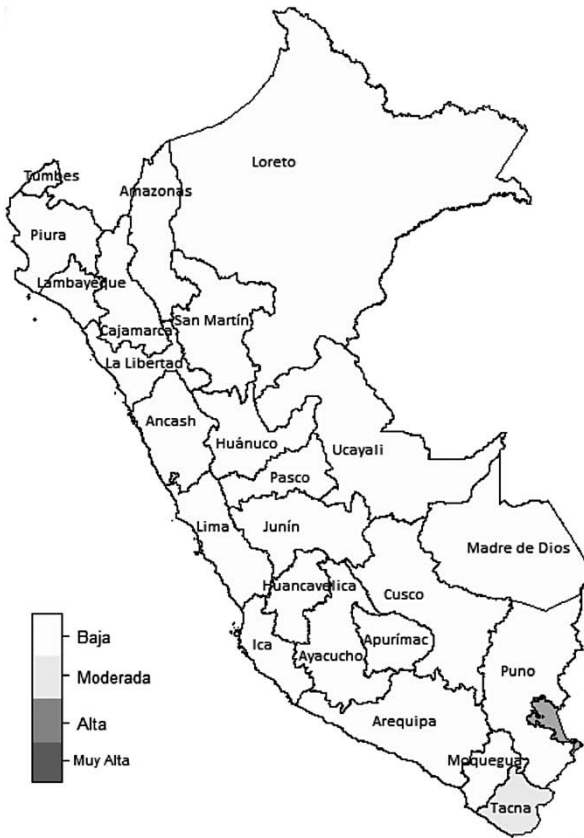 Loreto
Tumbes
Amazonas
Piura
Lambayeque
Cajamarca
San Martín
La Libertad
Ancash
Huánuco
Ucayali
Pasco
Lima
Junín
Madre de Dios
Huancavelica
Cusco
Ica
Ayacucho
Apurímac
Puno
Arequipa
Moquegua
Tacna
Baja
Moderada
Alta
Muy Alta